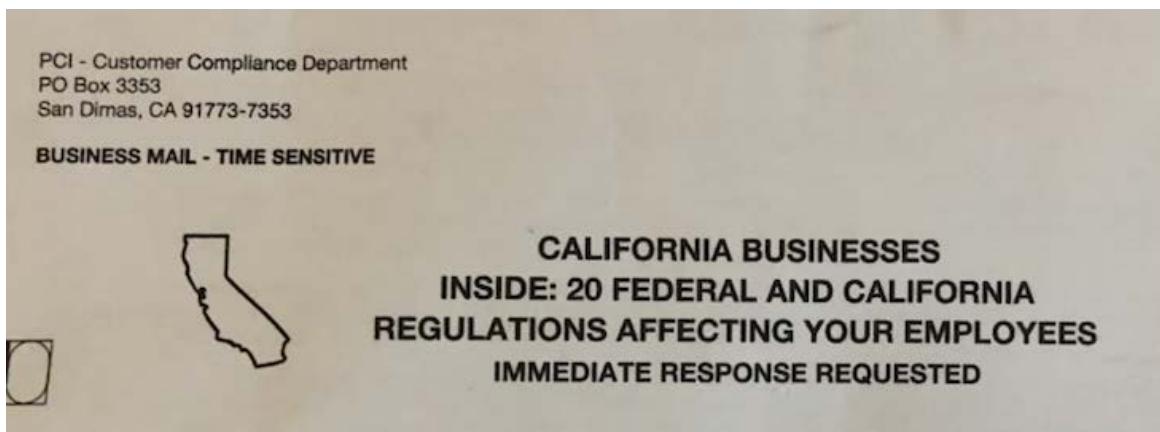 PCI - Customer Compliance Department
PO Box 3353
San Dimas, CA 91773-7353
BUSINESS MAIL - TIME SENSITIVE
CALIFORNIA BUSINESSES
INSIDE: 20 FEDERAL AND CALIFORNIA
REGULATIONS AFFECTING YOUR EMPLOYEES
IMMEDIATE RESPONSE REQUESTED